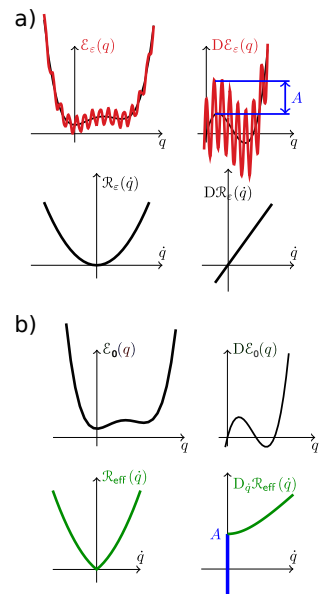 a)
ℰ_ε(q)
Dℰ_ε(q)
A
q
q
ℛ_ε(q̇)
Dℛ_ε(q̇)
q̇
q̇
b)
ℰ_0(q)
Dℰ_0(q)
q
q
ℛ_eff(q̇)
D_q̇ℛ_eff(q̇)
A
q̇
q̇